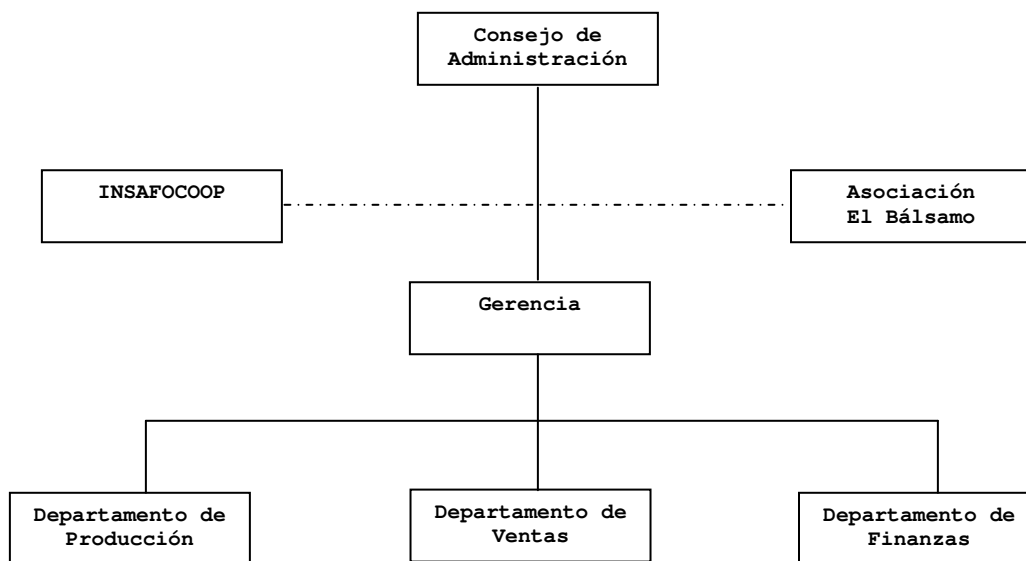 Consejo de
Administración
INSAFOCOOP
Asociación
El Bálsamo
Gerencia
Departamento de
Producción
Departamento de
Ventas
Departamento de
Finanzas